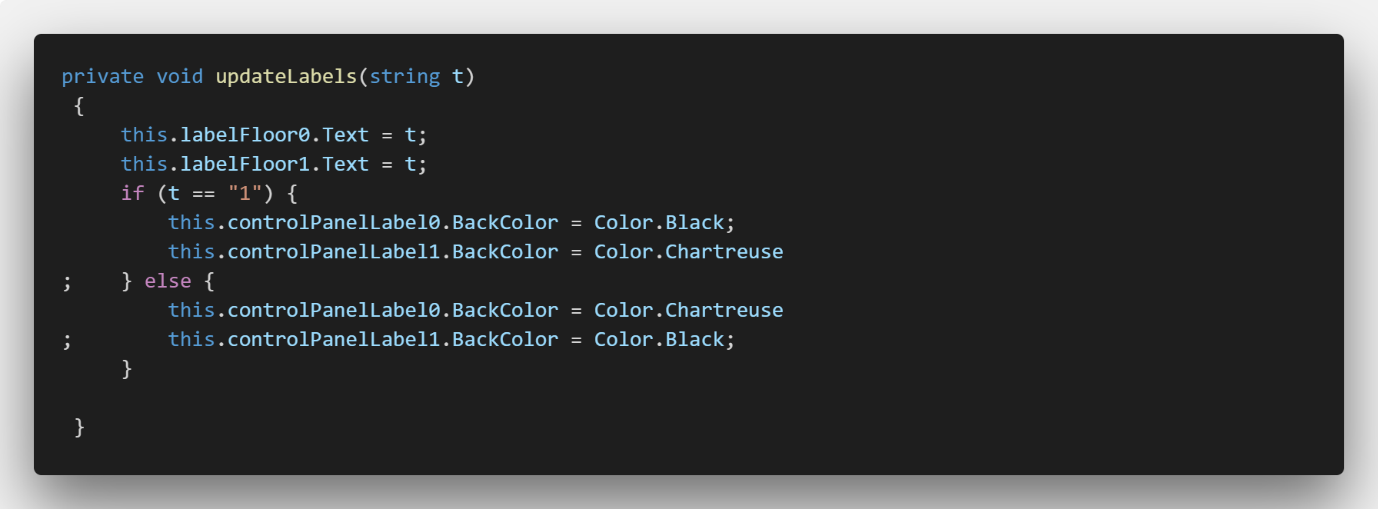 private void updateLabels(string t)
 {
     this.labelFloor0.Text = t;
     this.labelFloor1.Text = t;
     if (t == "1") {
         this.controlPanelLabel0.BackColor = Color.Black;
         this.controlPanelLabel1.BackColor = Color.Chartreuse
;    } else {
         this.controlPanelLabel0.BackColor = Color.Chartreuse
;        this.controlPanelLabel1.BackColor = Color.Black;
     }

 }